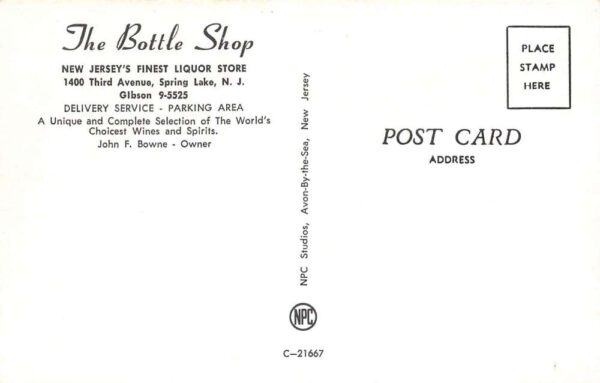 The Bottle Shop
NEW JERSEY'S FINEST LIQUOR STORE
1400 Third Avenue, Spring Lake, N. J.
GIbson 9-5525
DELIVERY SERVICE - PARKING AREA
A Unique and Complete Selection of The World's
Choicest Wines and Spirits.
John F. Bowne - Owner
NPC Studios, Avon-By-the-Sea, New Jersey
NPC
C-21667
PLACE
STAMP
HERE
POST CARD
ADDRESS